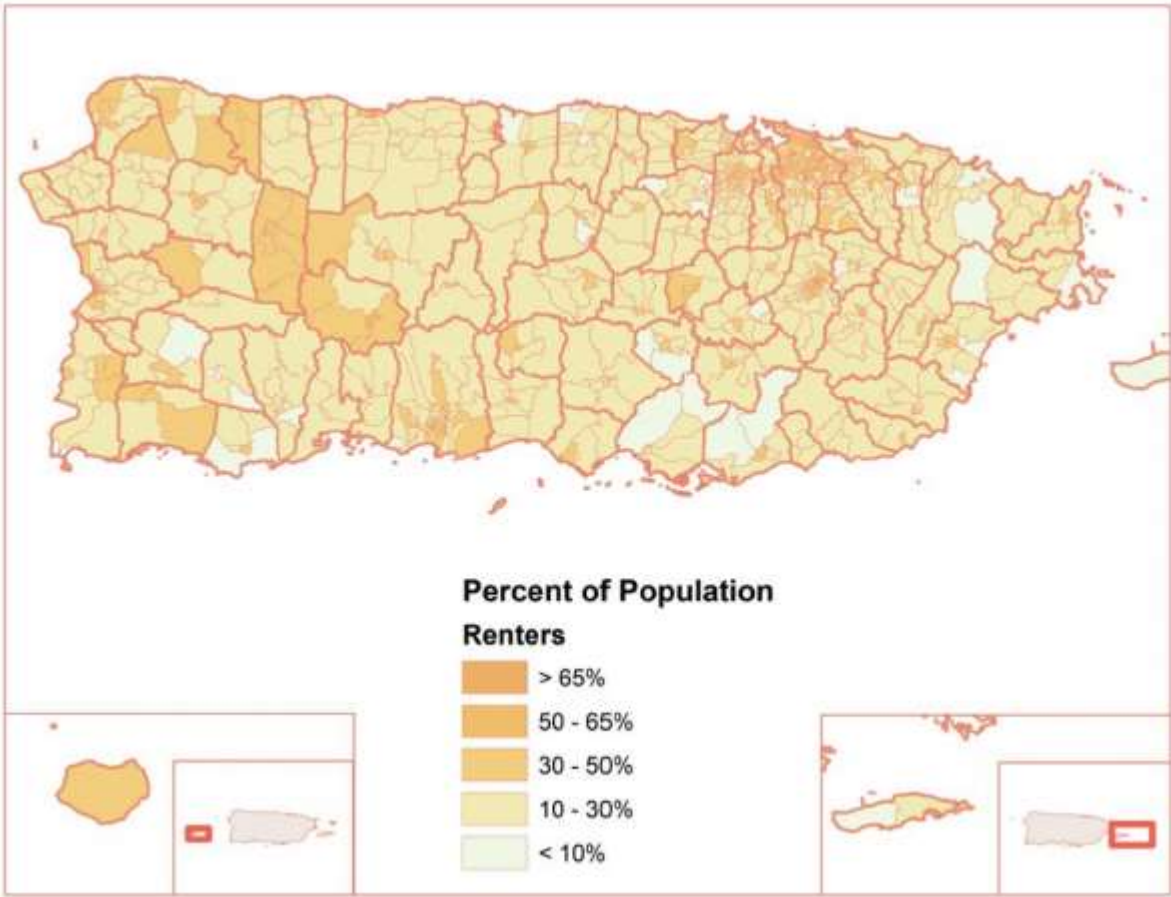 Percent of Population
Renters
> 65%
50 - 65%
30 - 50%
10 - 30%
< 10%